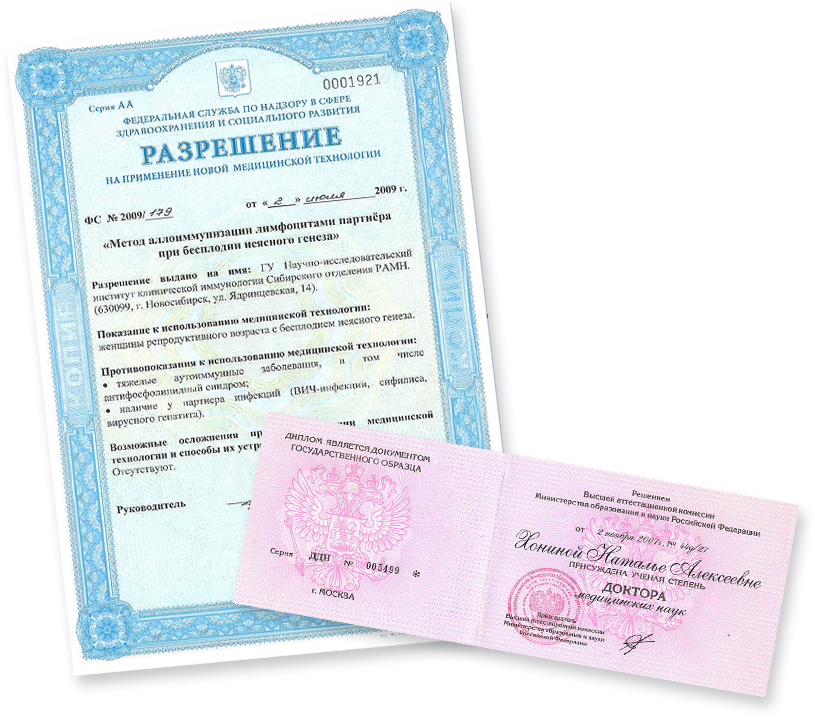 Серия АА
0001921
ФЕДЕРАЛЬНАЯ СЛУЖБА ПО НАДЗОРУ В СФЕРЕ
ЗДРАВООХРАНЕНИЯ И СОЦИАЛЬНОГО РАЗВИТИЯ
РАЗРЕШЕНИЕ
НА ПРИМЕНЕНИЕ НОВОЙ МЕДИЦИНСКОЙ ТЕХНОЛОГИИ
ФС № 2009/179 от «2» июля 2009 г.
«Метод аллоиммунизации лимфоцитами партнёра
при бесплодии неясного генеза»
Разрешение выдано на имя: ГУ Научно-исследовательский
институт клинической иммунологии Сибирского отделения РАМН.
(630099, г. Новосибирск, ул. Ядринцевская, 14).
Показание к использованию медицинской технологии:
женщины репродуктивного возраста с бесплодием неясного генеза.
Противопоказания к использованию медицинской технологии:
• тяжелые аутоиммунные заболевания, в том числе
антифосфолипидный синдром;
• наличие у партнера инфекций (ВИЧ-инфекции, сифилиса,
вирусного гепатита).
Возможные осложнения пр ии медицинской
технологии и способы их устр
Отсутствуют.
Руководитель
КОПИЯ
КОПИЯ
ДИПЛОМ ЯВЛЯЕТСЯ ДОКУМЕНТОМ
ГОСУДАРСТВЕННОГО ОБРАЗЦА
Серия ДДН № 005499 *
г. МОСКВА
Решением
Высшей аттестационной комиссии
Министерства образования и науки Российской Федерации
от 2 ноября 2007г. №
Хониной Наталье Алексеевне
ПРИСУЖДЕНА УЧЕНАЯ СТЕПЕНЬ
ДОКТОРА
медицинских наук
Председатель
Высшей аттестационной комиссии
Министерства образования и науки
Российской Федерации